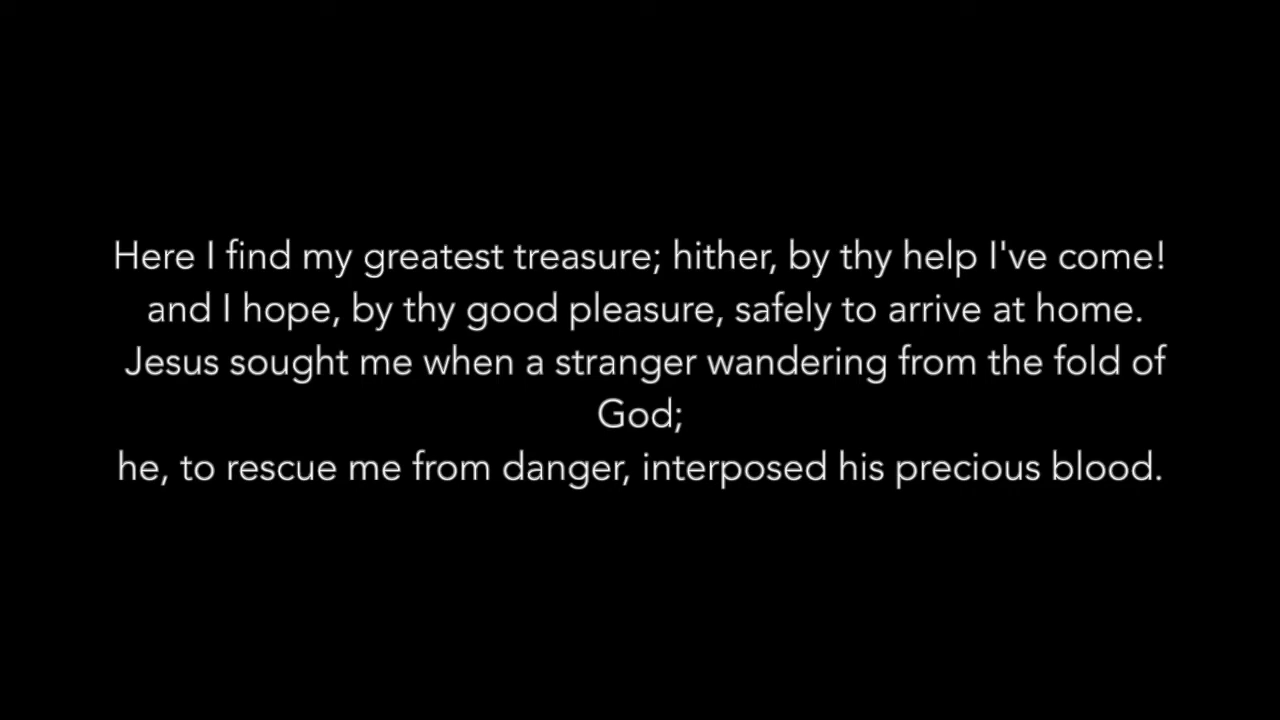 Here I find my greatest treasure; hither, by thy help I've come!
and I hope, by thy good pleasure, safely to arrive at home.
Jesus sought me when a stranger wandering from the fold of
God;
he, to rescue me from danger, interposed his precious blood.